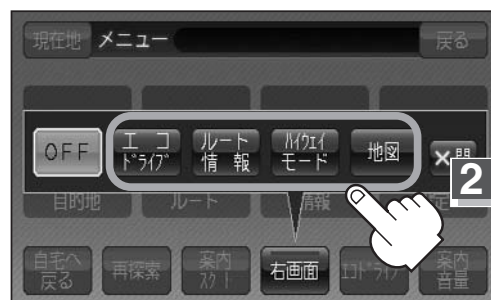 現在地 メニュー 戻る
OFF エコ ルート ハイウェイ 地図 ×閉
ドライブ 情報 モード
2
目的地 ルート 情報
自宅へ 再探索 案内 右画面 エコドライブ 案内
戻る スタート 音量